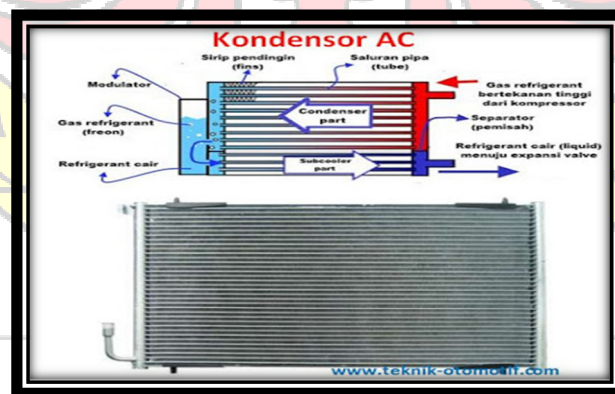 Kondensor AC
Sirip pendingin
(fins)
Saluran pipa
(tube)
Modulator
Gas refrigerant
bertekanan tinggi
dari kompressor
Condenser
part
Gas refrigerant
(freon)
Separator
(pemisah)
Refrigerant cair
Subcooler
part
Refrigerant cair (liquid)
menuju expansi valve
www.teknik-otomotif.com